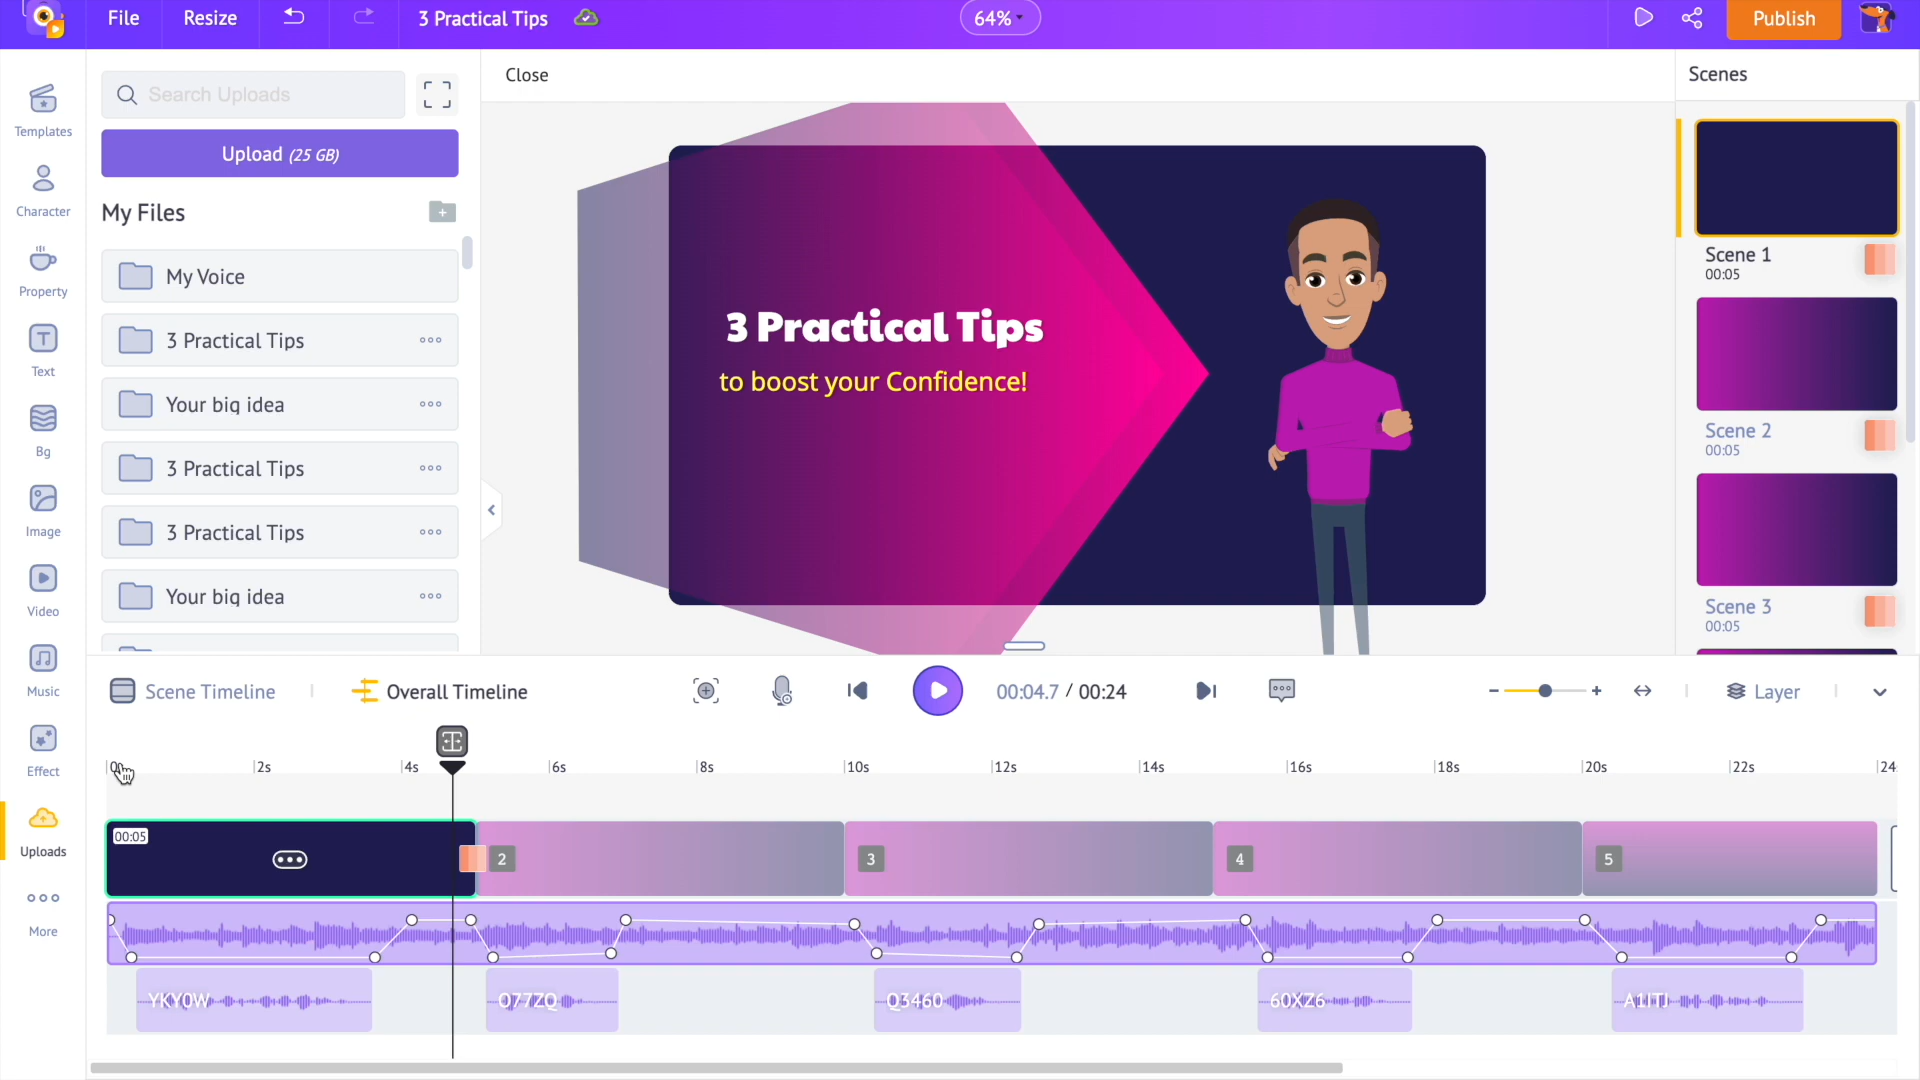 File
Resize
3 Practical Tips
64%
Publish
Templates
Character
Property
Text
Bg
Image
Video
Music
Effect
Uploads
More
Search Uploads
Upload (25 GB)
My Files
My Voice
3 Practical Tips
Your big idea
3 Practical Tips
3 Practical Tips
Your big idea
Close
3 Practical Tips
to boost your Confidence!
Scenes
Scene 1
00:05
Scene 2
00:05
Scene 3
00:05
Scene Timeline
Overall Timeline
00:04.7 / 00:24
Layer
2s
4s
6s
8s
10s
12s
14s
16s
18s
20s
22s
24
00:05
2
3
4
5
YKY0W
Q77ZQ
Q3460
60XZ6
A1ITJ